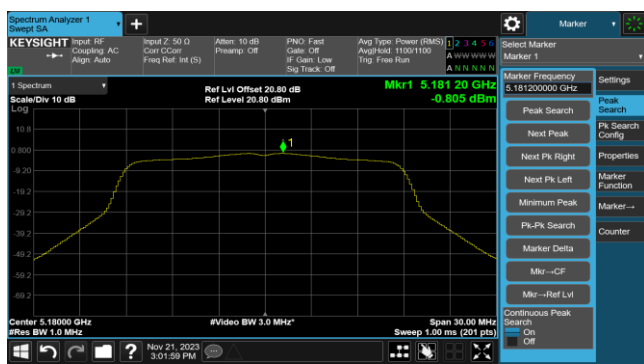 Spectrum Analyzer 1
Swept SA
Marker
KEYSIGHT
Input: RF
Coupling: AC
Align: Auto
Input Z: 50 Ω
Corr CCorr
Freq Ref: Int (S)
Atten: 10 dB
Preamp: Off
PNO: Fast
Gate: Off
IF Gain: Low
Sig Track: Off
Avg Type: Power (RMS)
Avg|Hold: 1100/1100
Trig: Free Run
1 2 3 4 5 6
A W W W W W
A N N N N N
Select Marker
Marker 1
1 Spectrum
Scale/Div 10 dB
Ref Lvl Offset 20.80 dB
Ref Level 20.80 dBm
Mkr1 5.181 20 GHz
-0.805 dBm
Log
10.8
0.800
-9.20
-19.2
-29.2
-39.2
-49.2
-59.2
-69.2
1
Center 5.18000 GHz
#Res BW 1.0 MHz
#Video BW 3.0 MHz*
Span 30.00 MHz
Sweep 1.00 ms (201 pts)
Marker Frequency
5.181200000 GHz
Peak Search
Next Peak
Next Pk Right
Next Pk Left
Minimum Peak
Pk-Pk Search
Marker Delta
Mkr→CF
Mkr→Ref Lvl
Continuous Peak
Search
On
Off
Settings
Peak
Search
Pk Search
Config
Properties
Marker
Function
Marker→
Counter
Nov 21, 2023
3:01:59 PM